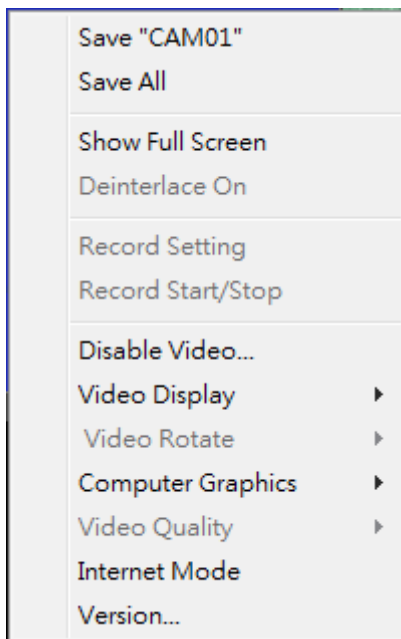 Save "CAM01"
Save All
Show Full Screen
Deinterlace On
Record Setting
Record Start/Stop
Disable Video...
Video Display
Video Rotate
Computer Graphics
Video Quality
Internet Mode
Version...